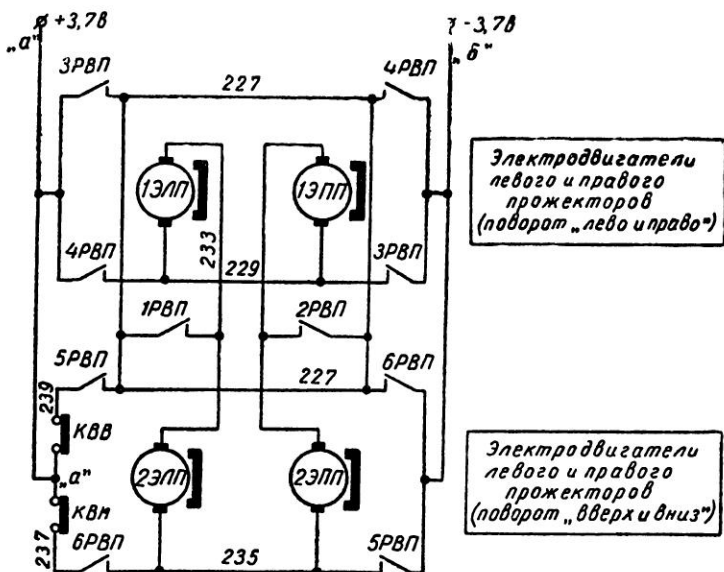 +3,7в
- 3,7в
„а"
„б"
3РВП
227
4РВП
1ЭЛП
1ЭПП
Электродвигатели
левого и правого
прожекторов
(поворот „лево и право")
4РВП
233
229
3РВП
1РВП
2РВП
5РВП
227
6РВП
239
КВВ
2ЭЛП
2ЭПП
Электродвигатели
левого и правого
прожекторов
(поворот „вверх и вниз")
„а"
КВН
237
6РВП
235
5РВП